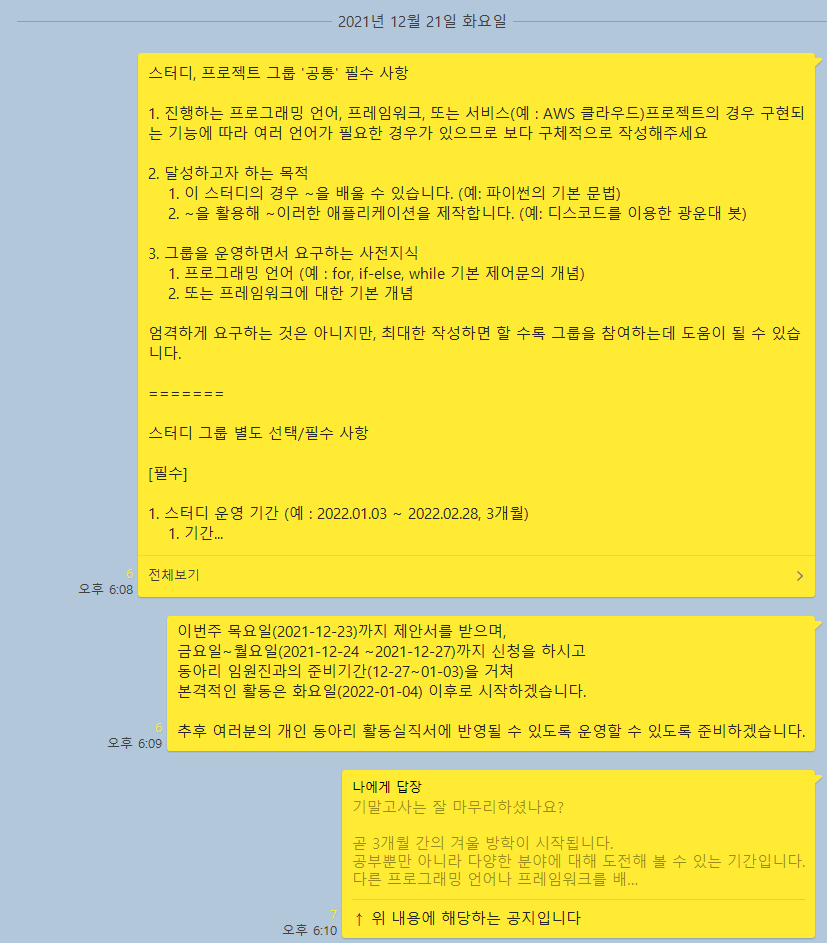 2021년 12월 21일 화요일
스터디, 프로젝트 그룹 '공통' 필수 사항
1. 진행하는 프로그래밍 언어, 프레임워크, 또는 서비스(예 : AWS 클라우드)프로젝트의 경우 구현되
는 기능에 따라 여러 언어가 필요한 경우가 있으므로 보다 구체적으로 작성해주세요
2. 달성하고자 하는 목적
1. 이 스터디의 경우 ~을 배울 수 있습니다. (예: 파이썬의 기본 문법)
2. ~을 활용해 ~이러한 애플리케이션을 제작합니다. (예: 디스코드를 이용한 광운대 봇)
3. 그룹을 운영하면서 요구하는 사전지식
1. 프로그래밍 언어 (예 : for, if-else, while 기본 제어문의 개념)
2. 또는 프레임워크에 대한 기본 개념
엄격하게 요구하는 것은 아니지만, 최대한 작성하면 할 수록 그룹을 참여하는데 도움이 될 수 있습
니다.
=======
스터디 그룹 별도 선택/필수 사항
[필수]
1. 스터디 운영 기간 (예 : 2022.01.03 ~ 2022.02.28, 3개월)
1. 기간...
전체보기
6
오후 6:08
이번주 목요일(2021-12-23)까지 제안서를 받으며,
금요일~월요일(2021-12-24 ~2021-12-27)까지 신청을 하시고
동아리 임원진과의 준비기간(12-27~01-03)을 거쳐
본격적인 활동은 화요일(2022-01-04) 이후로 시작하겠습니다.
추후 여러분의 개인 동아리 활동실직서에 반영될 수 있도록 운영할 수 있도록 준비하겠습니다.
6
오후 6:09
나에게 답장
기말고사는 잘 마무리하셨나요?
곧 3개월 간의 겨울 방학이 시작됩니다.
공부뿐만 아니라 다양한 분야에 대해 도전해 볼 수 있는 기간입니다.
다른 프로그래밍 언어나 프레임워크를 배...
↑ 위 내용에 해당하는 공지입니다
7
오후 6:10